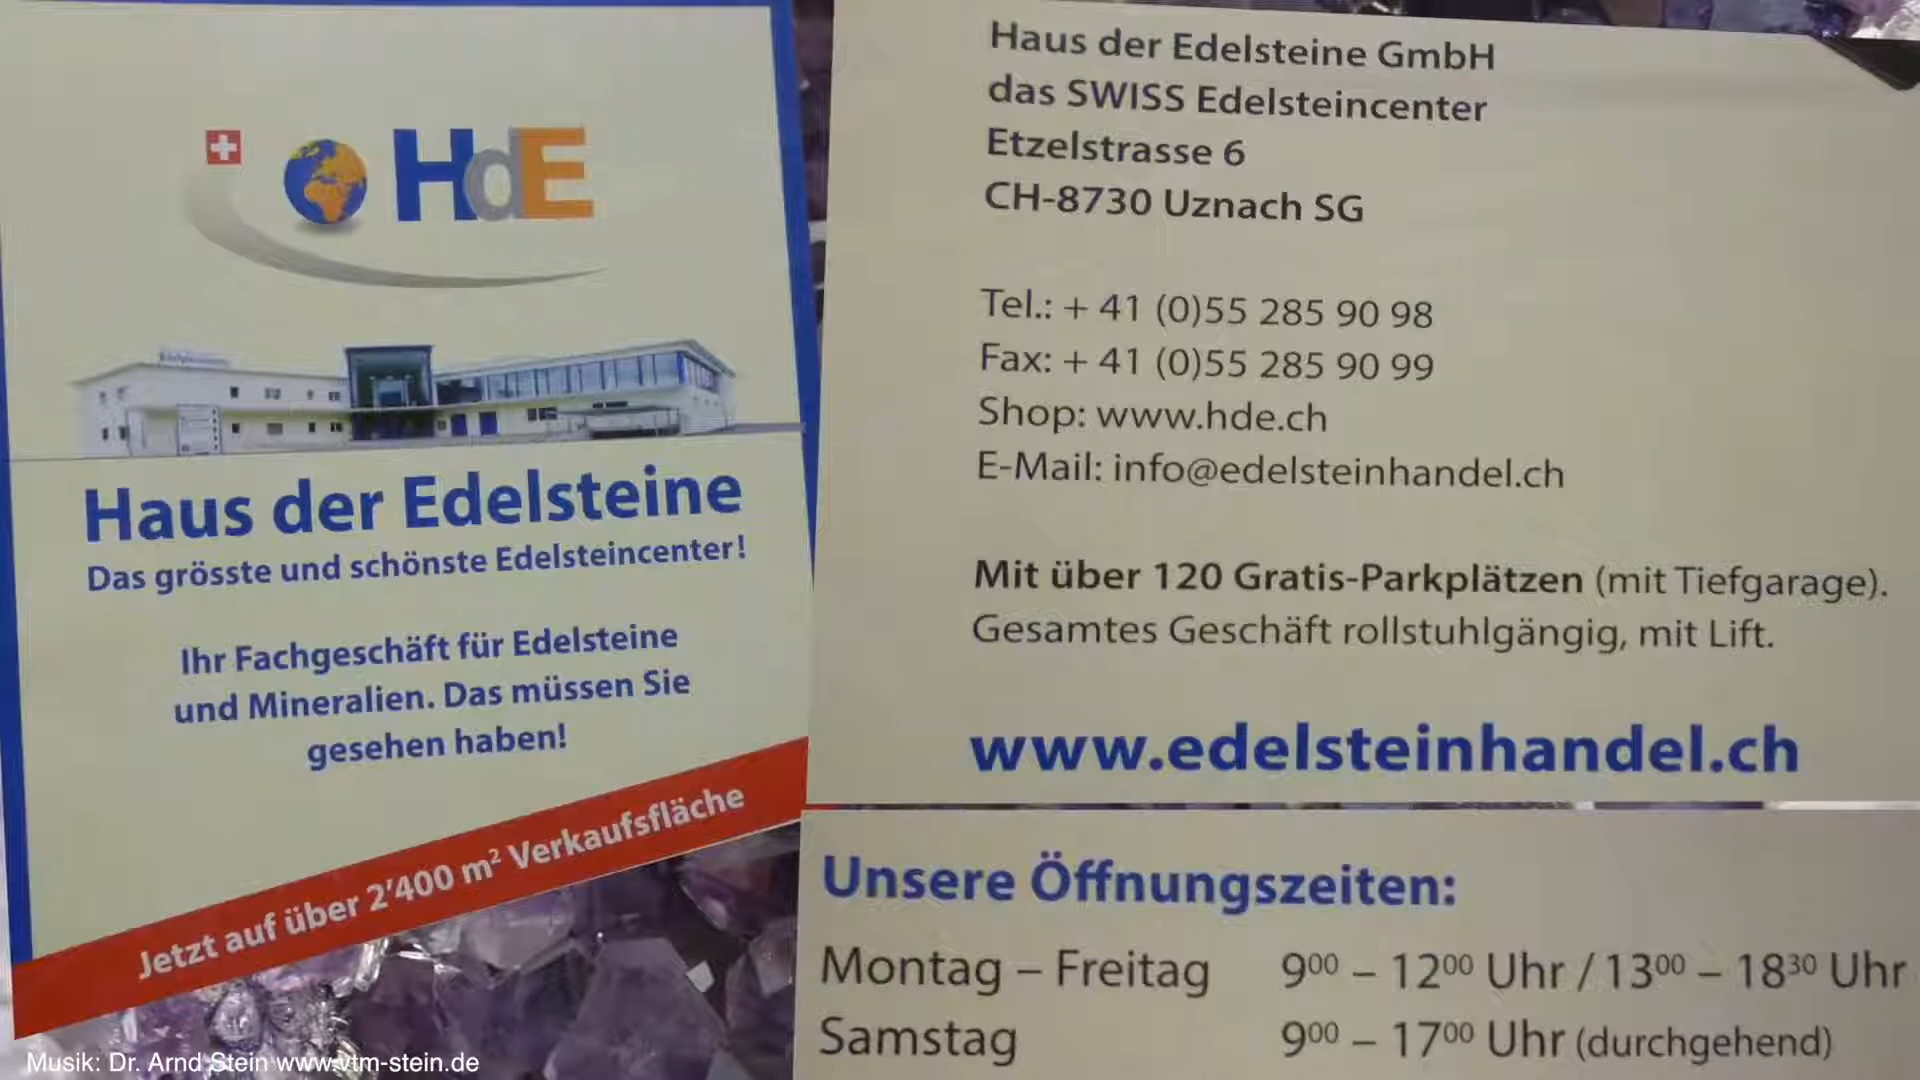 HdE
Haus der Edelsteine
Das grösste und schönste Edelsteincenter!
Ihr Fachgeschäft für Edelsteine
und Mineralien. Das müssen Sie
gesehen haben!
Jetzt auf über 2'400 m² Verkaufsfläche
Haus der Edelsteine GmbH
das SWISS Edelsteincenter
Etzelstrasse 6
CH-8730 Uznach SG
Tel.: + 41 (0)55 285 90 98
Fax: + 41 (0)55 285 90 99
Shop: www.hde.ch
E-Mail: info@edelsteinhandel.ch
Mit über 120 Gratis-Parkplätzen (mit Tiefgarage).
Gesamtes Geschäft rollstuhlgängig, mit Lift.
www.edelsteinhandel.ch
Unsere Öffnungszeiten:
Montag – Freitag 9⁰⁰ – 12⁰⁰ Uhr / 13⁰⁰ – 18³⁰ Uhr
Samstag 9⁰⁰ – 17⁰⁰ Uhr (durchgehend)
Musik: Dr. Arnd Stein www.vtm-stein.de